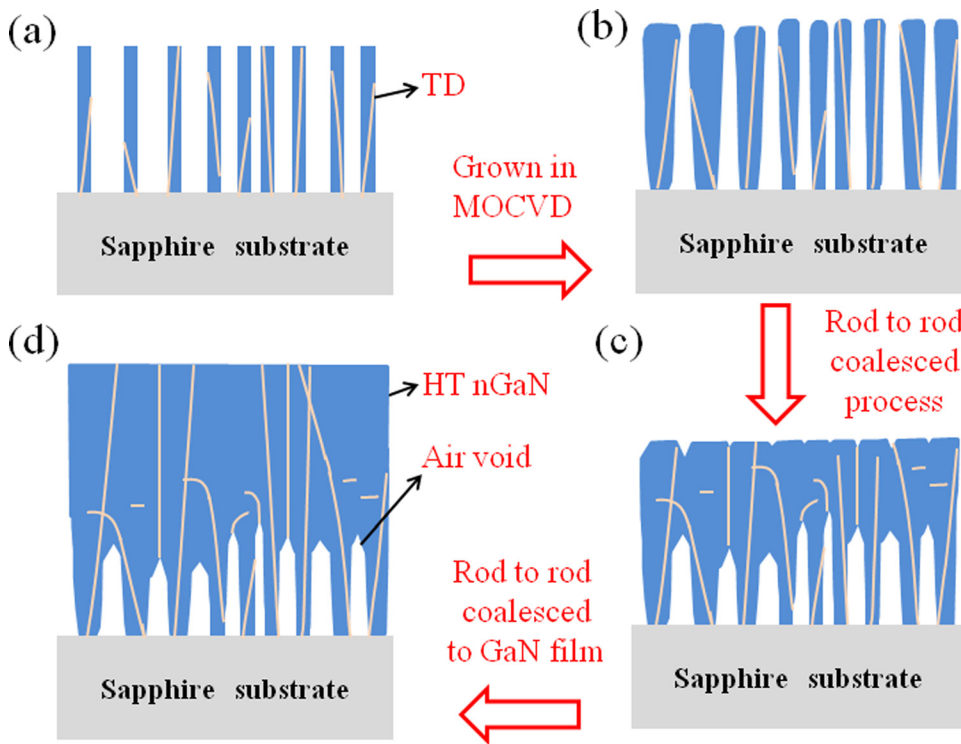 (a)
TD
Sapphire substrate
Grown in
MOCVD
(b)
Sapphire substrate
Rod to rod
coalesced
process
(c)
Sapphire substrate
Rod to rod
coalesced
to GaN film
(d)
HT nGaN
Air void
Sapphire substrate